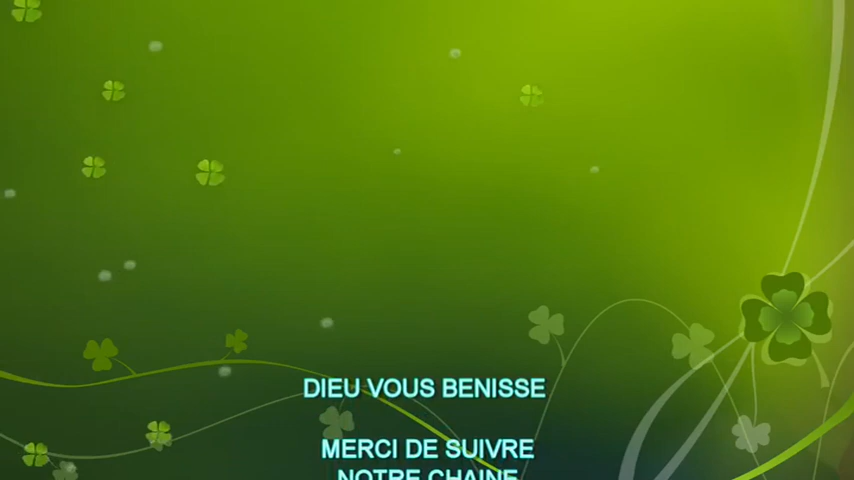 DIEU VOUS BENISSE
MERCI DE SUIVRE
NOTRE CHAINE